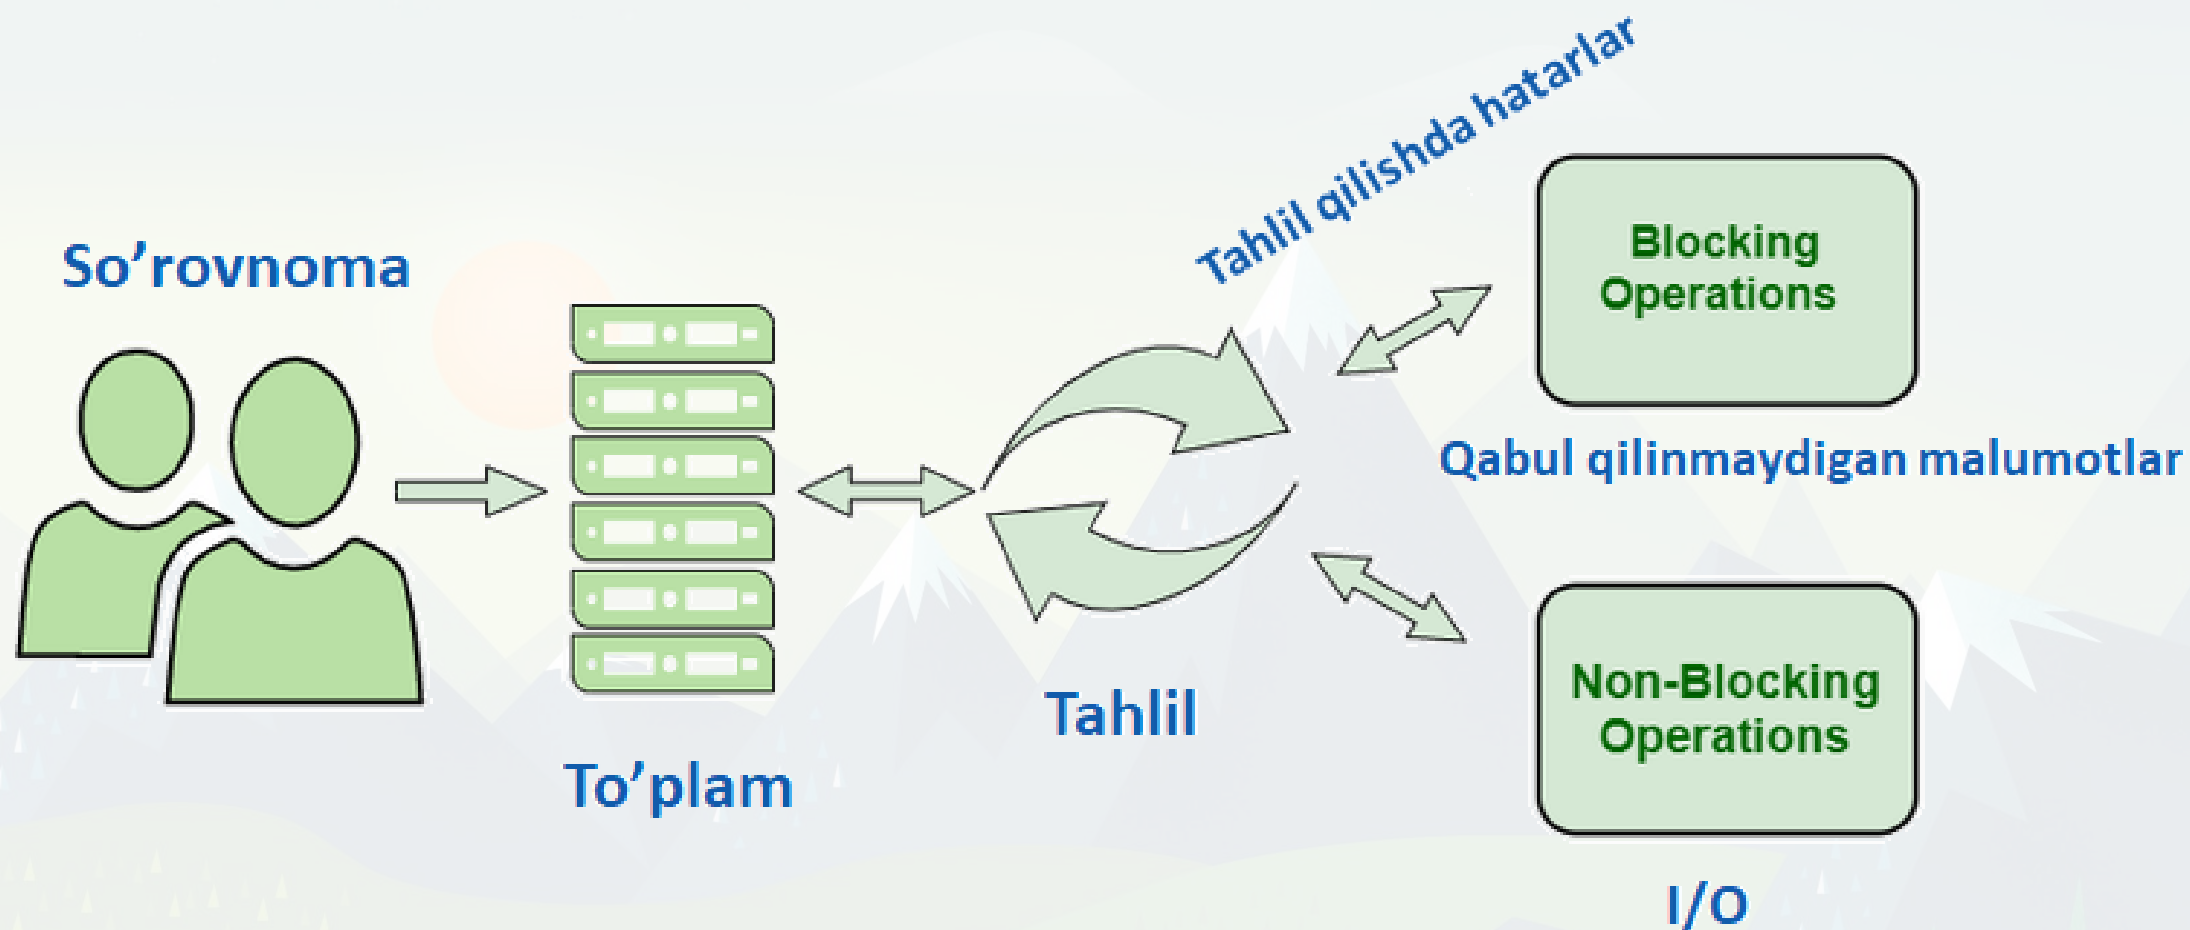 So’rovnoma
To’plam
Tahlil
Tahlil qilishda hatarlar
Blocking
Operations
Qabul qilinmaydigan malumotlar
Non-Blocking
Operations
I/O